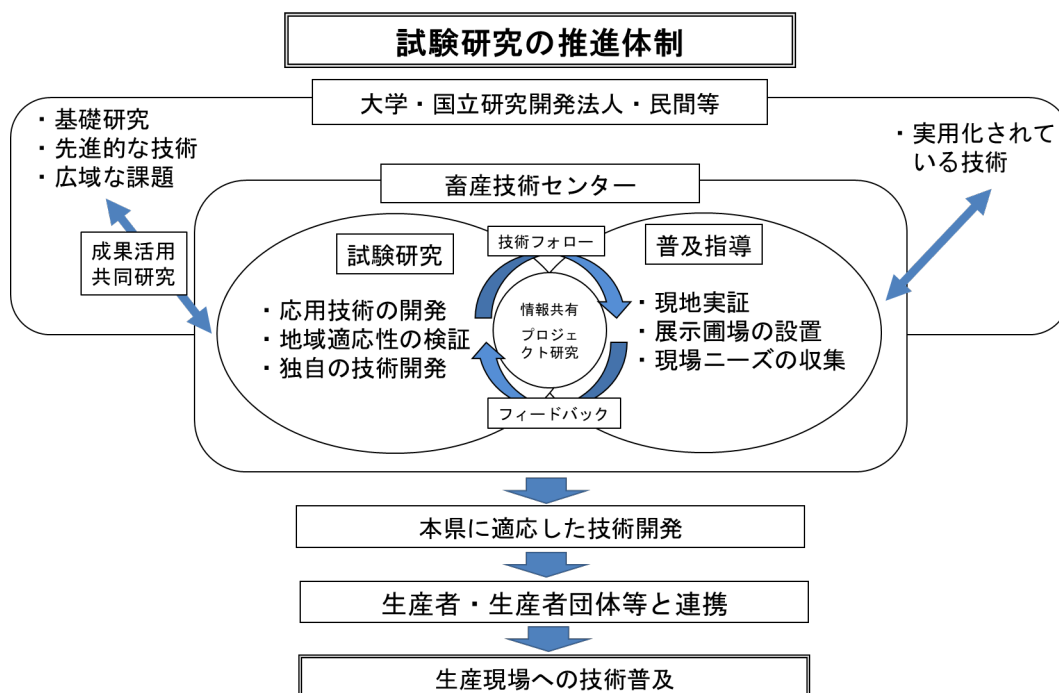 試験研究の推進体制
大学・国立研究開発法人・民間等
・基礎研究
・先進的な技術
・広域な課題
・実用化されて
いる技術
畜産技術センター
成果活用
共同研究
試験研究
技術フォロー
普及指導
・応用技術の開発
・地域適応性の検証
・独自の技術開発
情報共有
プロジェ
クト研究
・現地実証
・展示圃場の設置
・現場ニーズの収集
フィードバック
本県に適応した技術開発
生産者・生産者団体等と連携
生産現場への技術普及